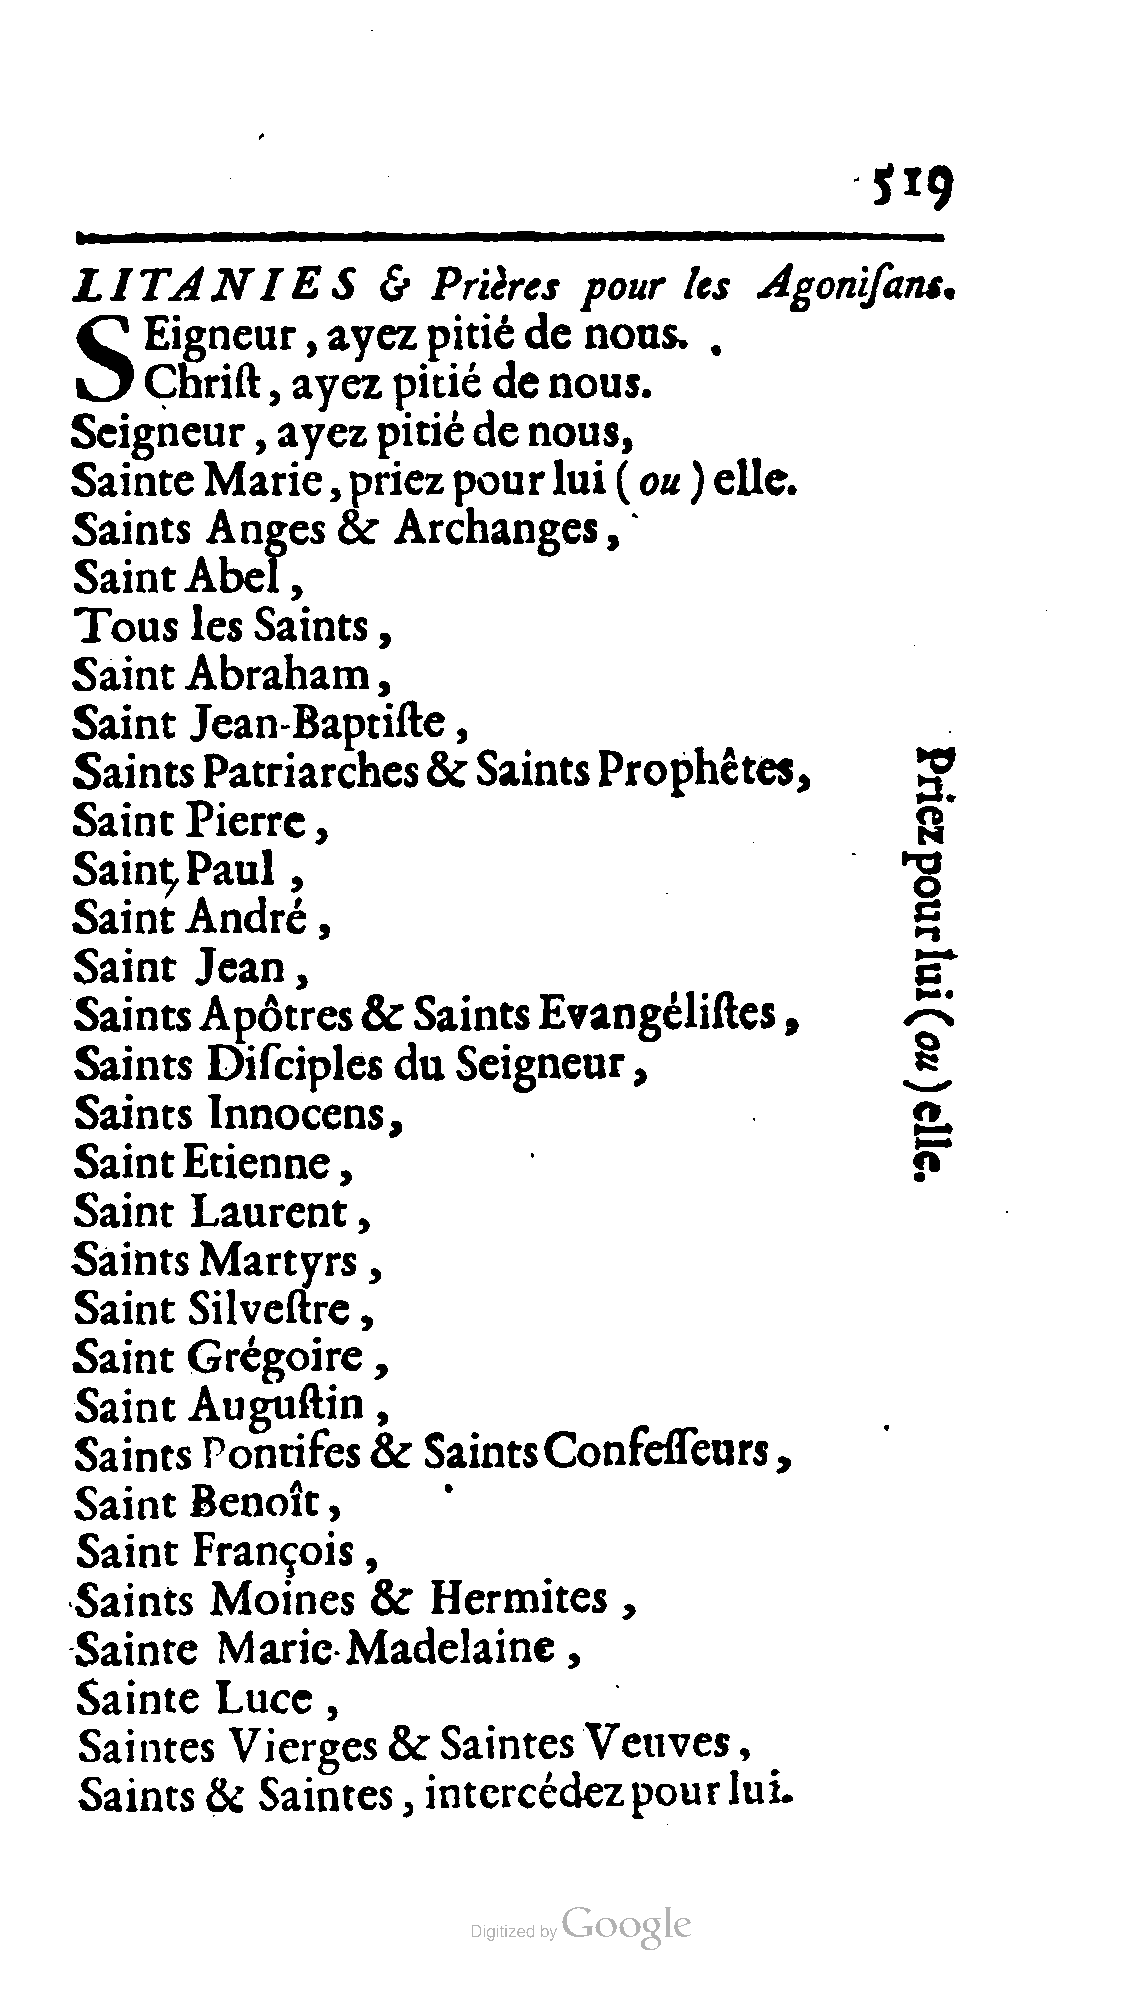 519
LITANIES & Prières pour les Agoniſans.
SEigneur, ayez pitié de nous.
Chriſt, ayez pitié de nous.
Seigneur, ayez pitié de nous,
Sainte Marie, priez pour lui (ou) elle.
Saints Anges & Archanges,
Saint Abel,
Tous les Saints,
Saint Abraham,
Saint Jean-Baptiſte,
Saints Patriarches & Saints Prophêtes,
Saint Pierre,
Saint Paul,
Saint André,
Saint Jean,
Saints Apôtres & Saints Evangéliſtes,
Saints Diſciples du Seigneur,
Saints Innocens,
Saint Etienne,
Saint Laurent,
Saints Martyrs,
Saint Silveſtre,
Saint Grégoire,
Saint Auguſtin,
Saints Pontifes & Saints Confeſſeurs,
Saint Benoît,
Saint François,
Saints Moines & Hermites,
Sainte Marie-Madelaine,
Sainte Luce,
Saintes Vierges & Saintes Veuves,
Saints & Saintes, intercédez pour lui.
Priez pour lui (ou) elle.
Digitized by Google